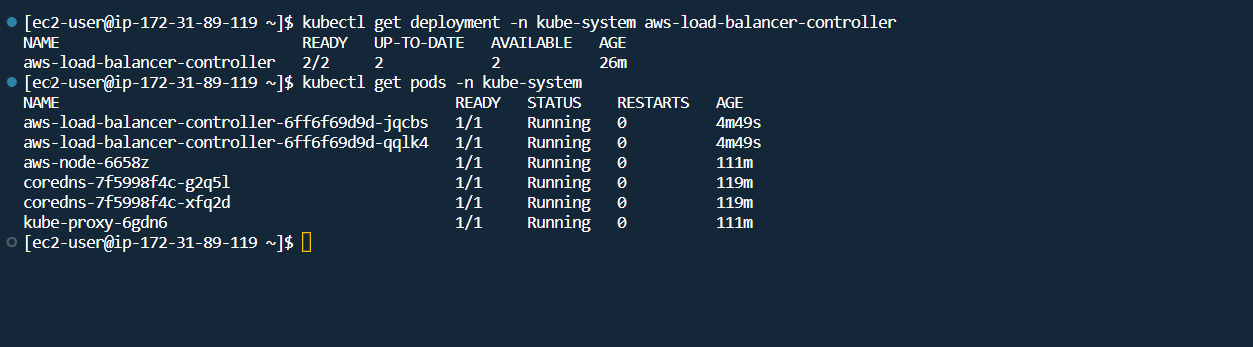 [ec2-user@ip-172-31-89-119 ~]$ kubectl get deployment -n kube-system aws-load-balancer-controller
NAME                           READY   UP-TO-DATE   AVAILABLE   AGE
aws-load-balancer-controller   2/2     2            2           26m
[ec2-user@ip-172-31-89-119 ~]$ kubectl get pods -n kube-system
NAME                                            READY   STATUS    RESTARTS   AGE
aws-load-balancer-controller-6ff6f69d9d-jqcbs   1/1     Running   0          4m49s
aws-load-balancer-controller-6ff6f69d9d-qqlk4   1/1     Running   0          4m49s
aws-node-6658z                                  1/1     Running   0          111m
coredns-7f5998f4c-g2q5l                         1/1     Running   0          119m
coredns-7f5998f4c-xfq2d                         1/1     Running   0          119m
kube-proxy-6gdn6                                1/1     Running   0          111m
[ec2-user@ip-172-31-89-119 ~]$